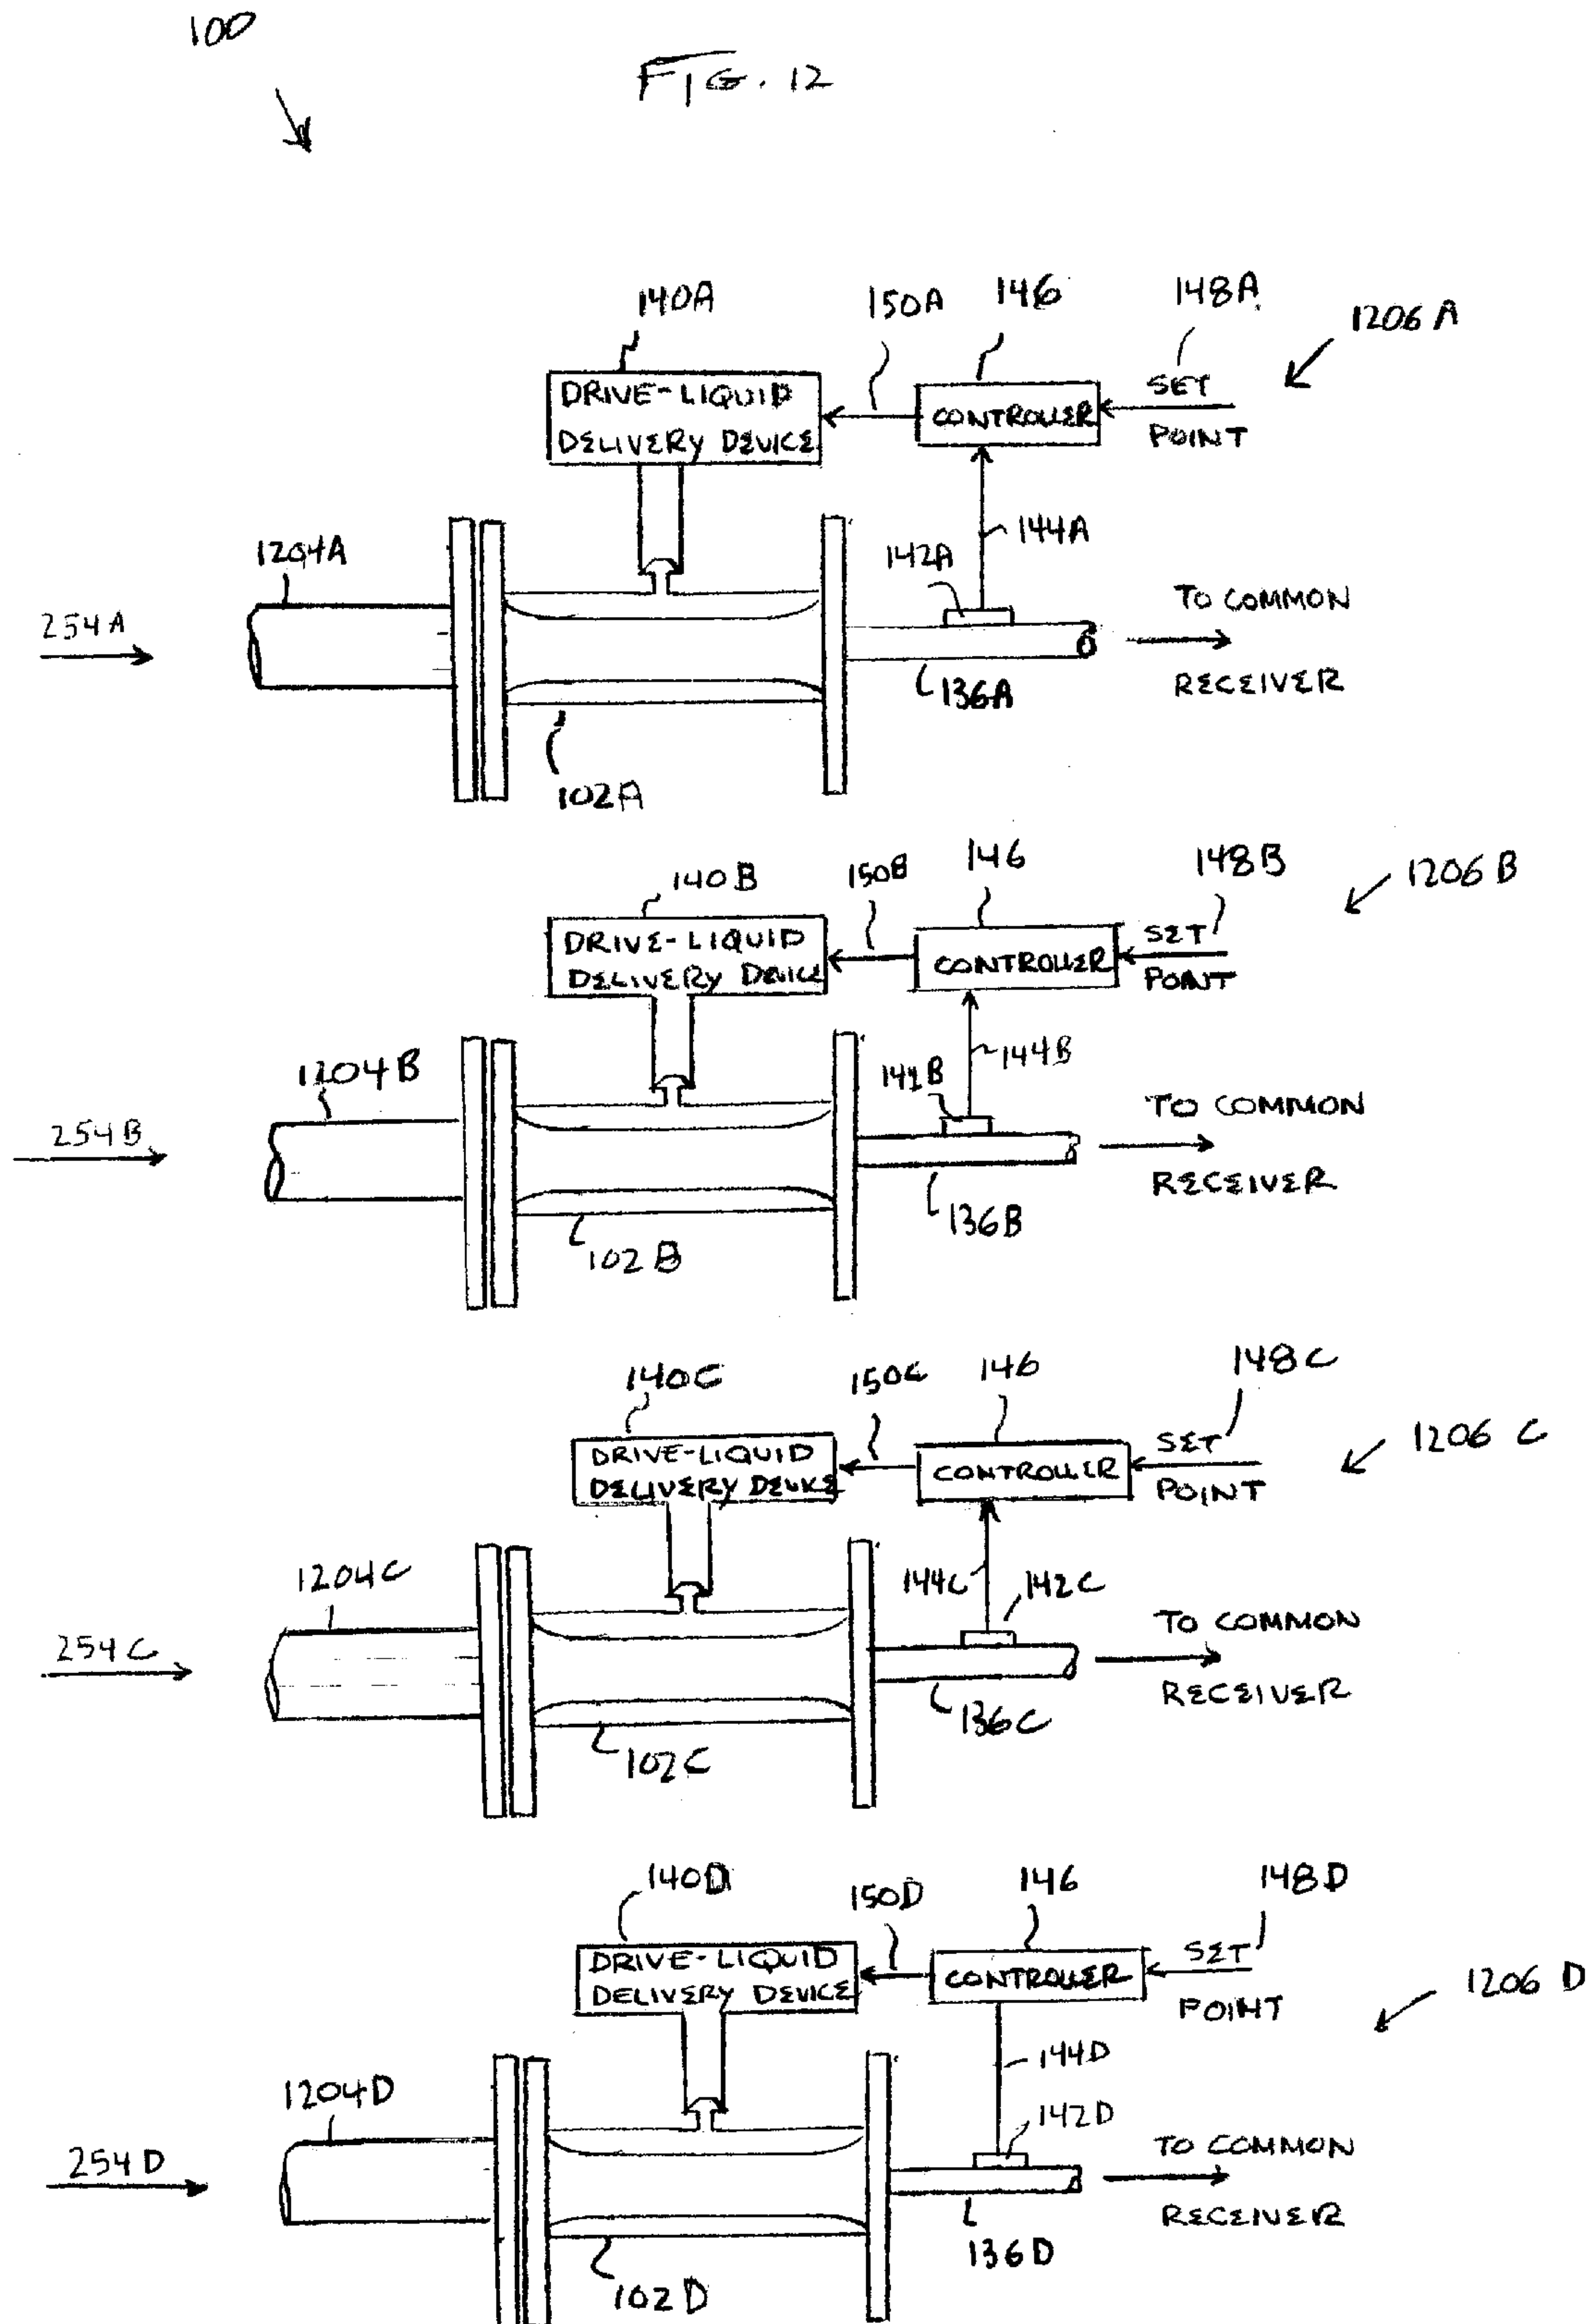 100
FIG. 12
140A
150A
146
148A
1206A
DRIVE-LIQUID
DELIVERY DEVICE
CONTROLLER
SET
POINT
1204A
142A
144A
254A
TO COMMON
RECEIVER
136A
102A
140B
150B
146
148B
1206B
DRIVE-LIQUID
DELIVERY DEVICE
CONTROLLER
SET
POINT
1204B
142B
144B
254B
TO COMMON
RECEIVER
136B
102B
140C
150C
146
148C
1206C
DRIVE-LIQUID
DELIVERY DEVICE
CONTROLLER
SET
POINT
1204C
144C
142C
254C
TO COMMON
RECEIVER
136C
102C
140D
150D
146
148D
1206D
DRIVE-LIQUID
DELIVERY DEVICE
CONTROLLER
SET
POINT
144D
1204D
142D
254D
TO COMMON
RECEIVER
136D
102D